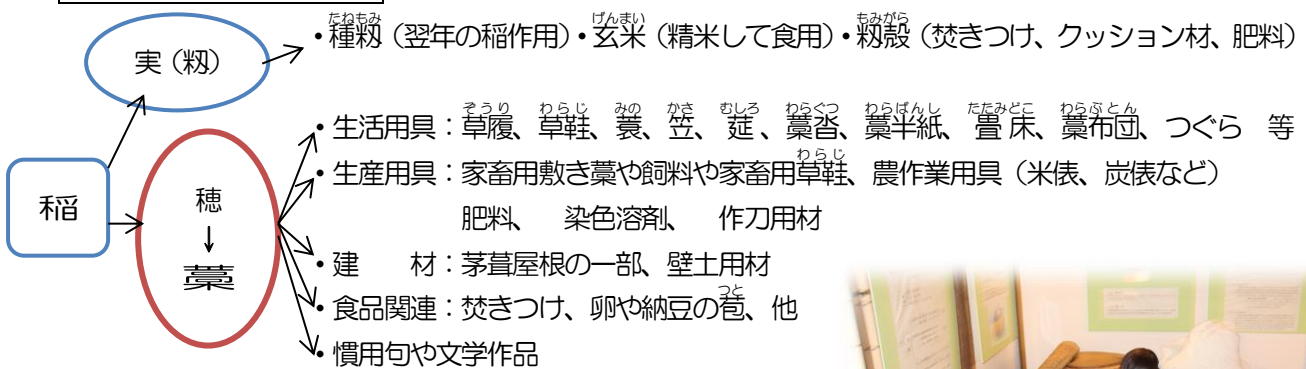 ・種籾（翌年の稲作用）・玄米（精米して食用）・籾殻（焚きつけ、クッション材、肥料）
たねもみ　げんまい　もみがら
実（籾）
ぞうり　わらじ　みの　かさ　むしろ　わらぐつ　わらばんし　たたみどこ　わらぶとん
・生活用具：草履、草鞋、蓑、笠、莚、藁沓、藁半紙、畳床、藁布団、つぐら　等
わらじ
・生産用具：家畜用敷き藁や飼料や家畜用草鞋、農作業用具（米俵、炭俵など）
肥料、　染色溶剤、　作刀用材
稲
穂
↓
藁
・建　　材：茅葺屋根の一部、壁土用材
つと
・食品関連：焚きつけ、卵や納豆の苞、他
・慣用句や文学作品